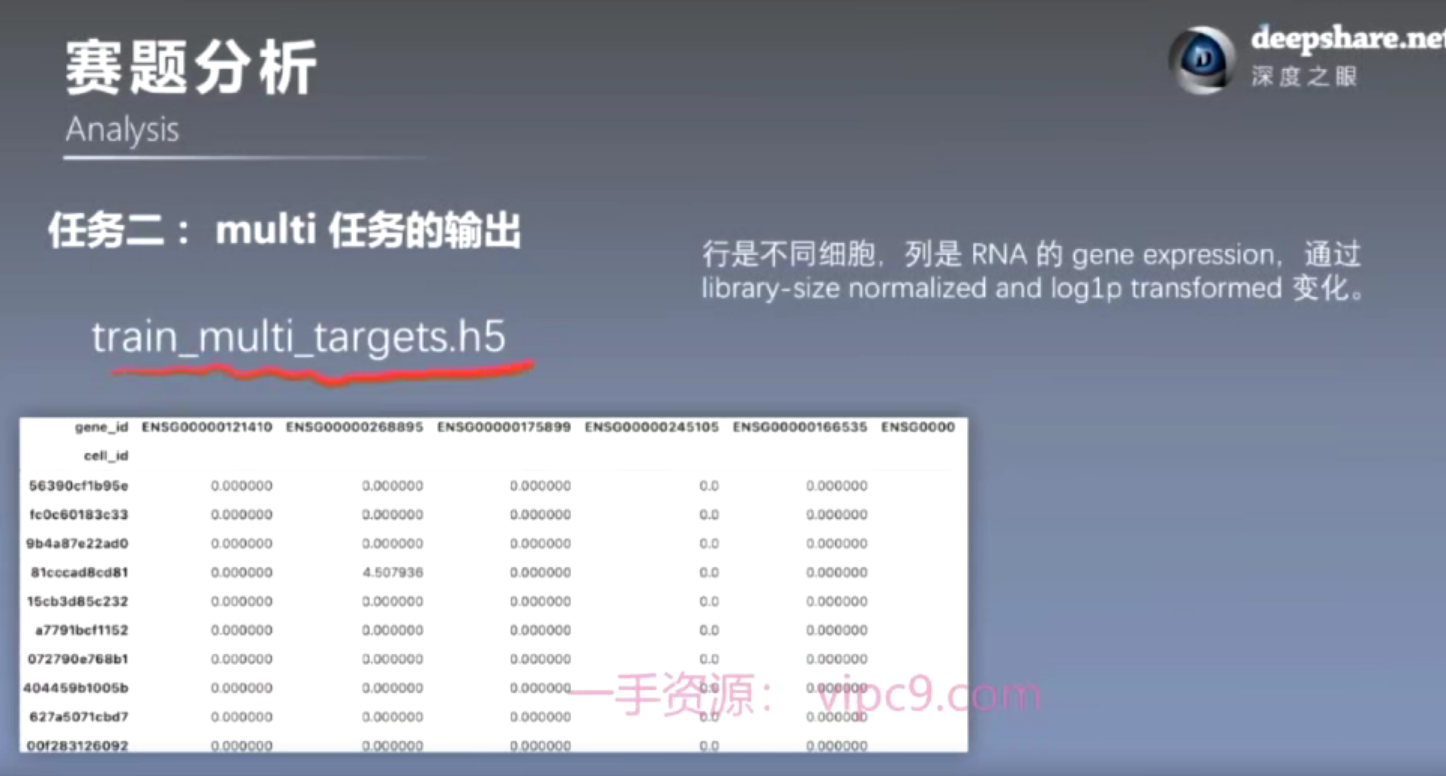 赛题分析
Analysis
deepshare.net
深度之眼
任务二： multi 任务的输出
行是不同细胞，列是 RNA 的 gene expression，通过
library-size normalized and log1p transformed 变化。
train_multi_targets.h5
gene_id ENSG00000121410 ENSG00000268895 ENSG00000175899 ENSG00000245105 ENSG00000166535 ENSG0000
cell_id
56390cf1b95e 0.000000 0.000000 0.000000 0.0 0.000000
fc0c60183c33 0.000000 0.000000 0.000000 0.0 0.000000
9b4a87e22ad0 0.000000 0.000000 0.000000 0.0 0.000000
81cccad8cd81 0.000000 4.507936 0.000000 0.0 0.000000
15cb3d85c232 0.000000 0.000000 0.000000 0.0 0.000000
a7791bcf1152 0.000000 0.000000 0.000000 0.0 0.000000
072790e768b1 0.000000 0.000000 0.000000 0.0 0.000000
404459b1005b 0.000000 0.000000 0.000000 0.0 0.000000
627a5071cbd7 0.000000 0.000000 0.000000 0.0 0.000000
00f283126092 0.000000 0.000000 0.000000 0.0 0.000000
一手资源： vipc9.com